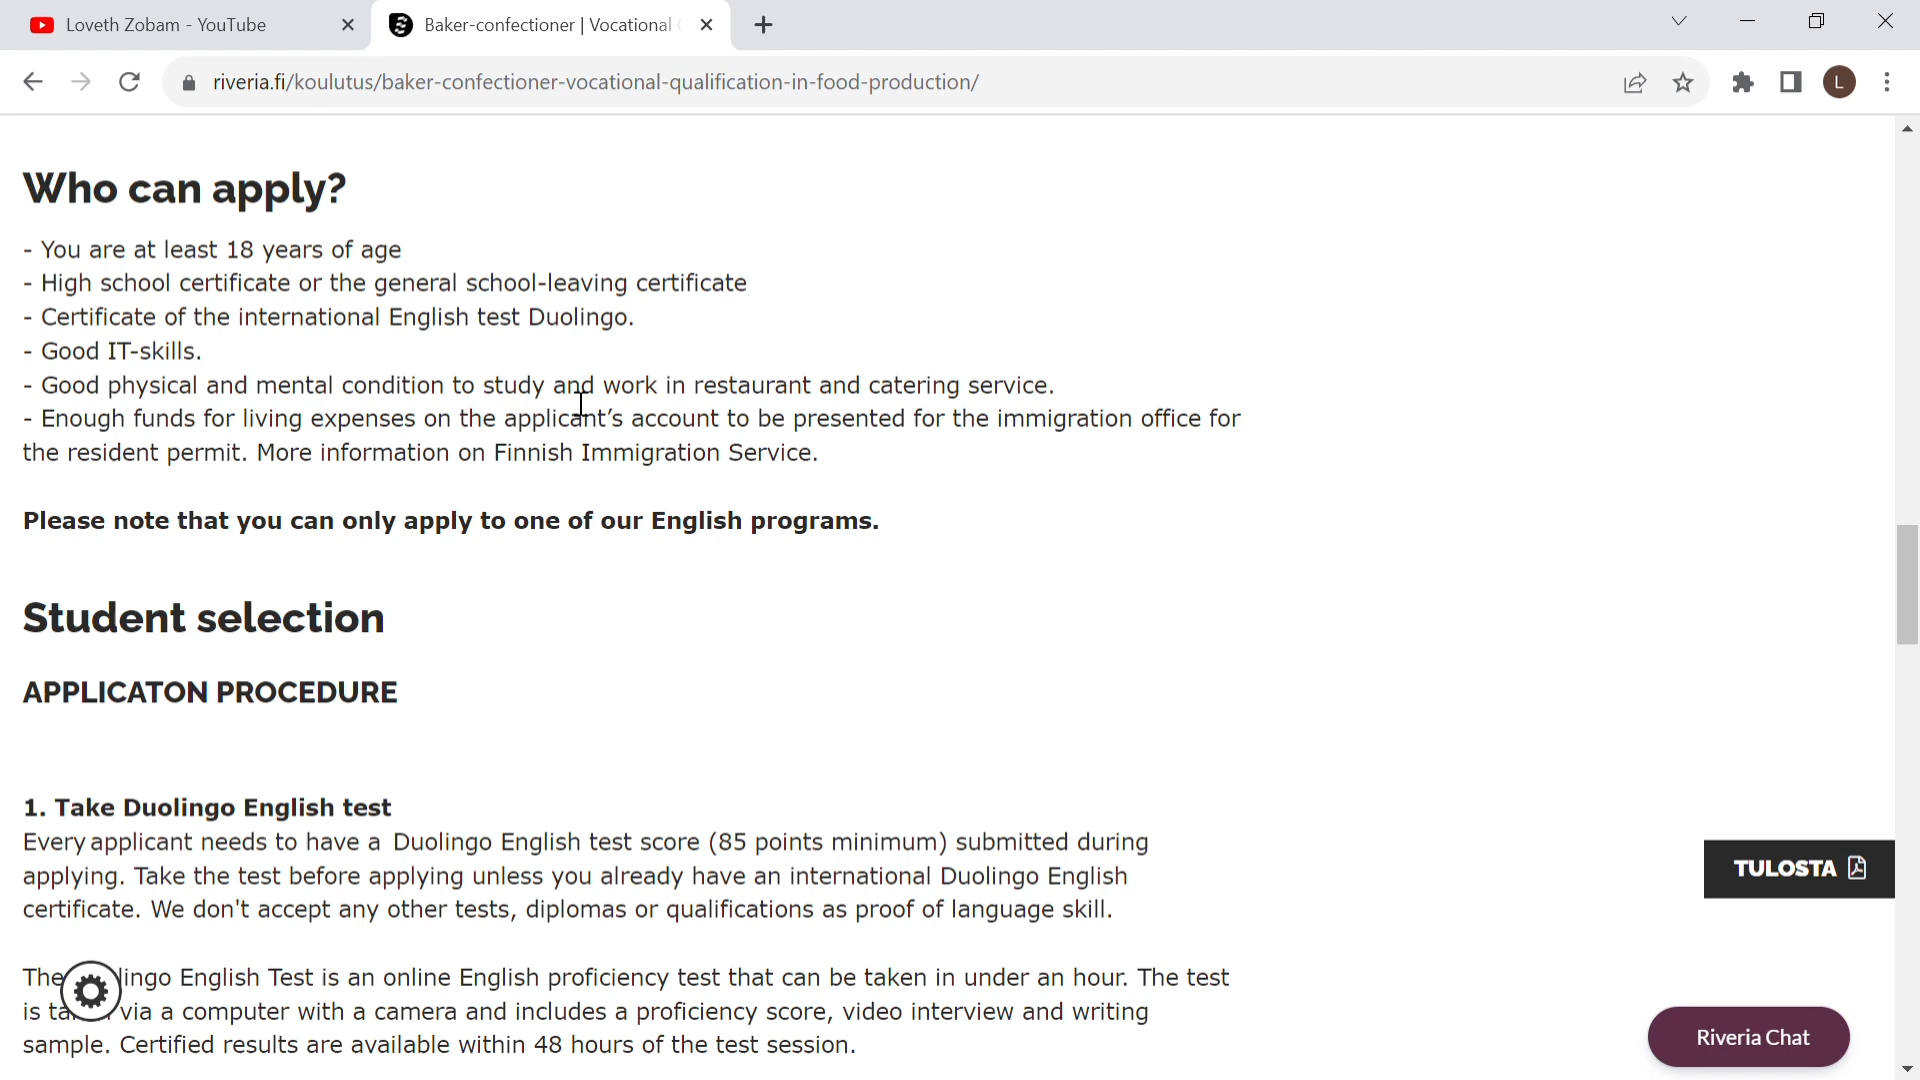 Loveth Zobam - YouTube
Baker-confectioner | Vocational
riveria.fi/koulutus/baker-confectioner-vocational-qualification-in-food-production/
L
Who can apply?
- You are at least 18 years of age
- High school certificate or the general school-leaving certificate
- Certificate of the international English test Duolingo.
- Good IT-skills.
- Good physical and mental condition to study and work in restaurant and catering service.
- Enough funds for living expenses on the applicant’s account to be presented for the immigration office for
the resident permit. More information on Finnish Immigration Service.
Please note that you can only apply to one of our English programs.
Student selection
APPLICATON PROCEDURE
1. Take Duolingo English test
Every applicant needs to have a Duolingo English test score (85 points minimum) submitted during
applying. Take the test before applying unless you already have an international Duolingo English
certificate. We don't accept any other tests, diplomas or qualifications as proof of language skill.
TULOSTA
The lingo English Test is an online English proficiency test that can be taken in under an hour. The test
is ta via a computer with a camera and includes a proficiency score, video interview and writing
sample. Certified results are available within 48 hours of the test session.
Riveria Chat